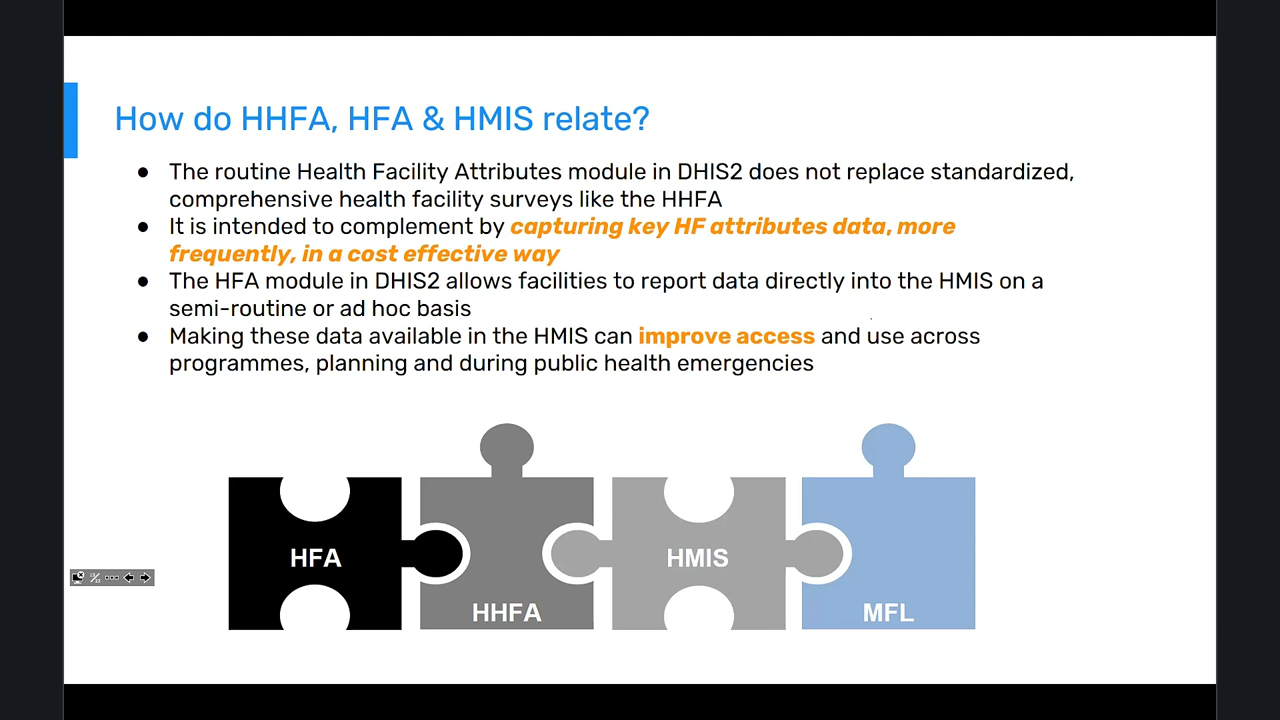 How do HHFA, HFA & HMIS relate?
● The routine Health Facility Attributes module in DHIS2 does not replace standardized,
comprehensive health facility surveys like the HHFA
● It is intended to complement by capturing key HF attributes data, more
frequently, in a cost effective way
● The HFA module in DHIS2 allows facilities to report data directly into the HMIS on a
semi-routine or ad hoc basis
● Making these data available in the HMIS can improve access and use across
programmes, planning and during public health emergencies
HFA
HHFA
HMIS
MFL